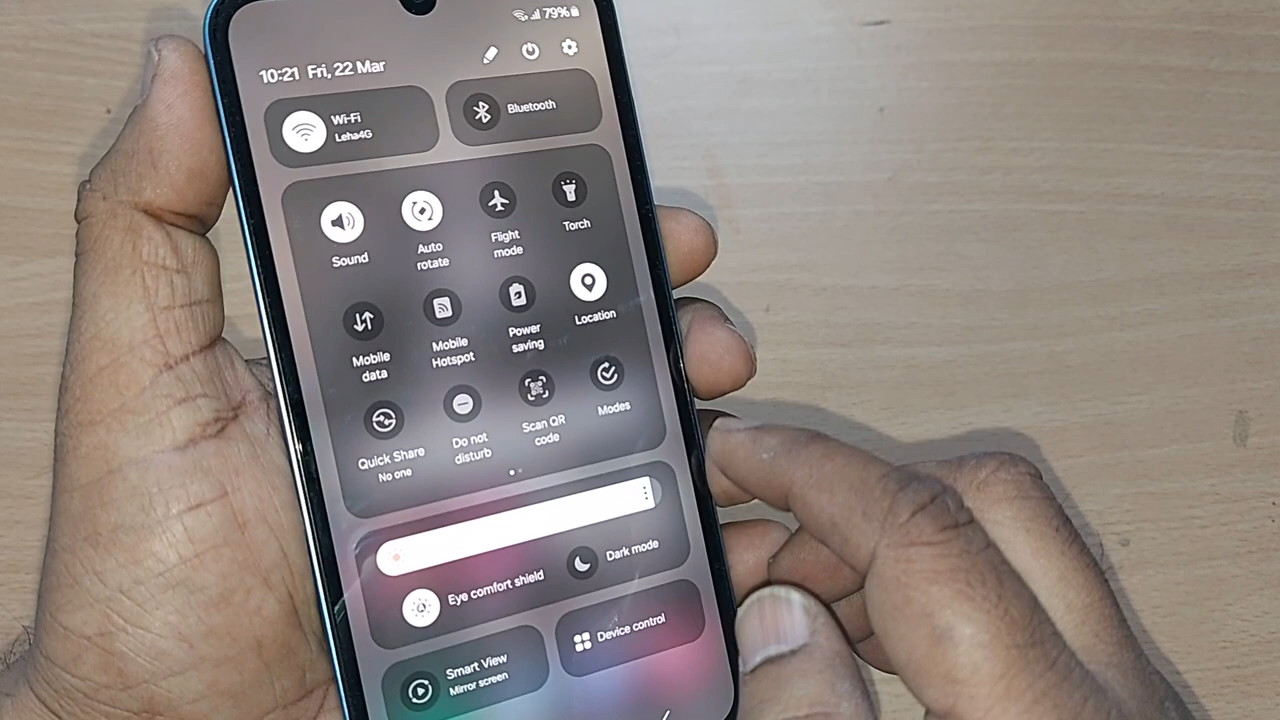 79%
10:21 Fri, 22 Mar
Wi-Fi
Leha4G
Bluetooth
Sound
Auto
rotate
Flight
mode
Torch
Mobile
data
Mobile
Hotspot
Power
saving
Location
Quick Share
No one
Do not
disturb
Scan QR
code
Modes
Eye comfort shield
Dark mode
Smart View
Mirror screen
Device control